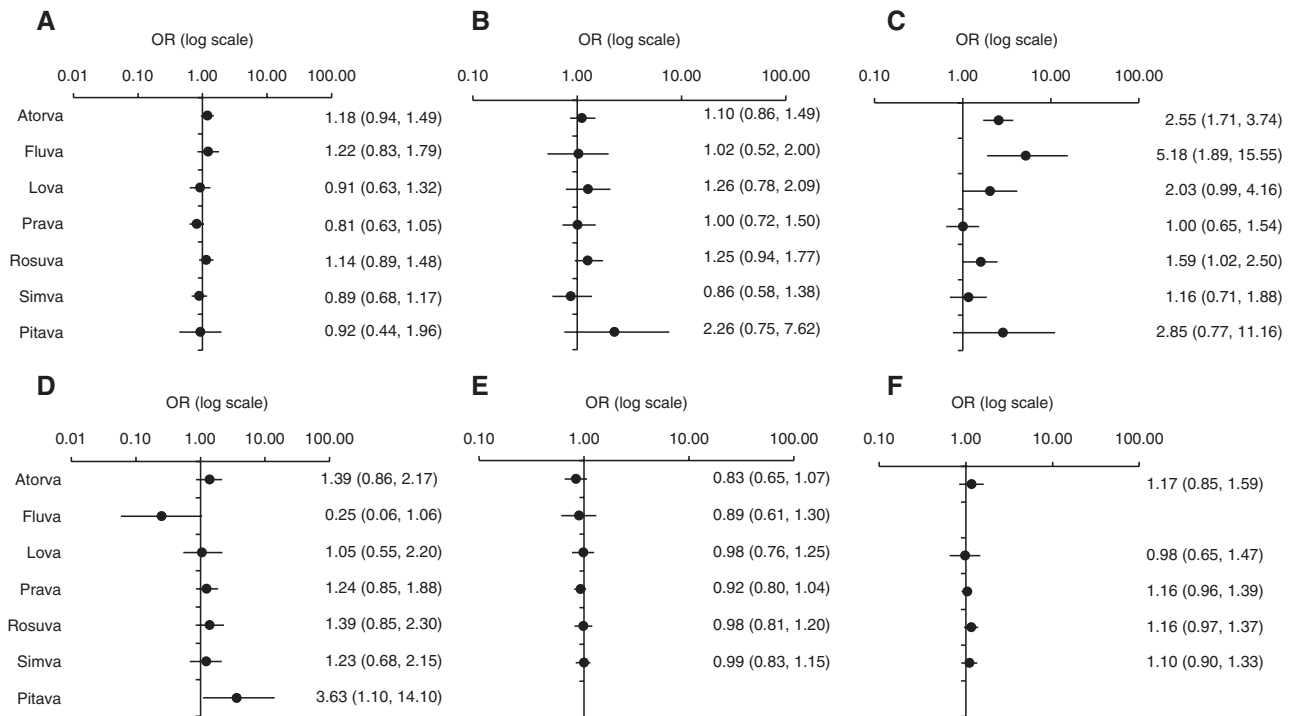 A
OR (log scale)
0.01 0.10 1.00 10.00 100.00
Atorva 1.18 (0.94, 1.49)
Fluva 1.22 (0.83, 1.79)
Lova 0.91 (0.63, 1.32)
Prava 0.81 (0.63, 1.05)
Rosuva 1.14 (0.89, 1.48)
Simva 0.89 (0.68, 1.17)
Pitava 0.92 (0.44, 1.96)
B
OR (log scale)
0.10 1.00 10.00 100.00
1.10 (0.86, 1.49)
1.02 (0.52, 2.00)
1.26 (0.78, 2.09)
1.00 (0.72, 1.50)
1.25 (0.94, 1.77)
0.86 (0.58, 1.38)
2.26 (0.75, 7.62)
C
OR (log scale)
0.10 1.00 10.00 100.00
2.55 (1.71, 3.74)
5.18 (1.89, 15.55)
2.03 (0.99, 4.16)
1.00 (0.65, 1.54)
1.59 (1.02, 2.50)
1.16 (0.71, 1.88)
2.85 (0.77, 11.16)
D
OR (log scale)
0.01 0.10 1.00 10.00 100.00
Atorva 1.39 (0.86, 2.17)
Fluva 0.25 (0.06, 1.06)
Lova 1.05 (0.55, 2.20)
Prava 1.24 (0.85, 1.88)
Rosuva 1.39 (0.85, 2.30)
Simva 1.23 (0.68, 2.15)
Pitava 3.63 (1.10, 14.10)
E
OR (log scale)
0.10 1.00 10.00 100.00
0.83 (0.65, 1.07)
0.89 (0.61, 1.30)
0.98 (0.76, 1.25)
0.92 (0.80, 1.04)
0.98 (0.81, 1.20)
0.99 (0.83, 1.15)
F
OR (log scale)
0.10 1.00 10.00 100.00
1.17 (0.85, 1.59)
0.98 (0.65, 1.47)
1.16 (0.96, 1.39)
1.16 (0.97, 1.37)
1.10 (0.90, 1.33)